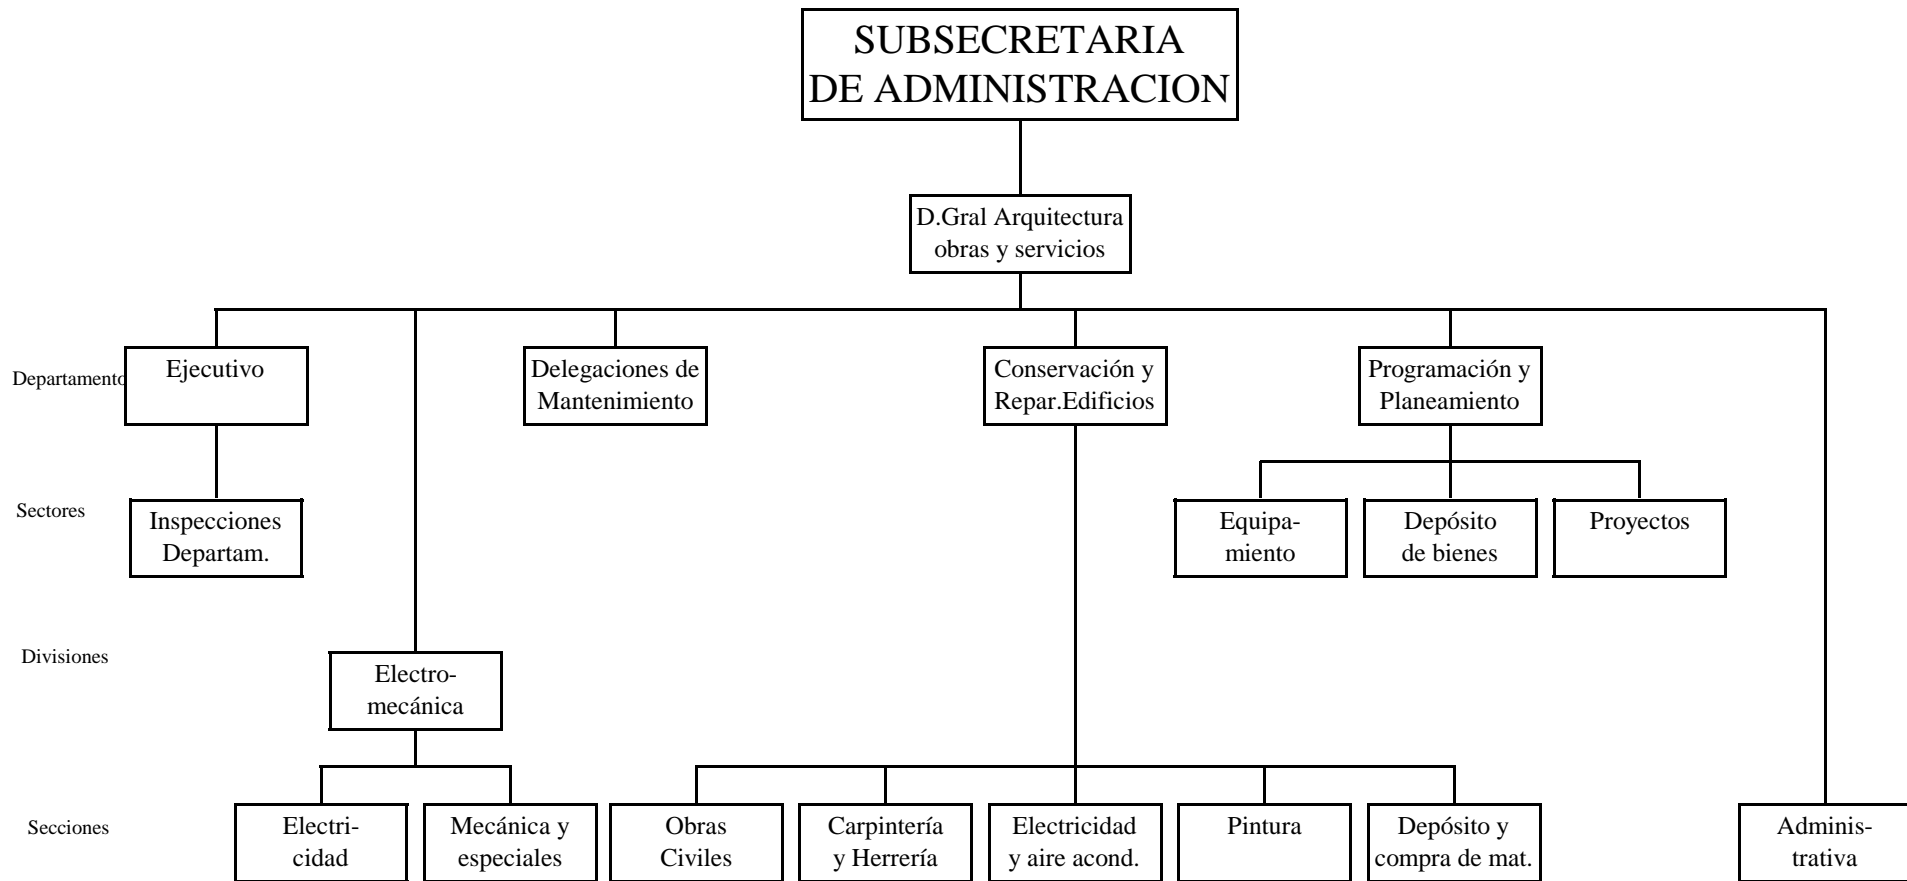 SUBSECRETARIA
DE ADMINISTRACION
D.Gral Arquitectura
obras y servicios
Departamento
Ejecutivo
Delegaciones de
Mantenimiento
Conservación y
Repar.Edificios
Programación y
Planeamiento
Sectores
Inspecciones
Departam.
Equipa-
miento
Depósito
de bienes
Proyectos
Divisiones
Electro-
mecánica
Secciones
Electri-
cidad
Mecánica y
especiales
Obras
Civiles
Carpintería
y Herrería
Electricidad
y aire acond.
Pintura
Depósito y
compra de mat.
Adminis-
trativa